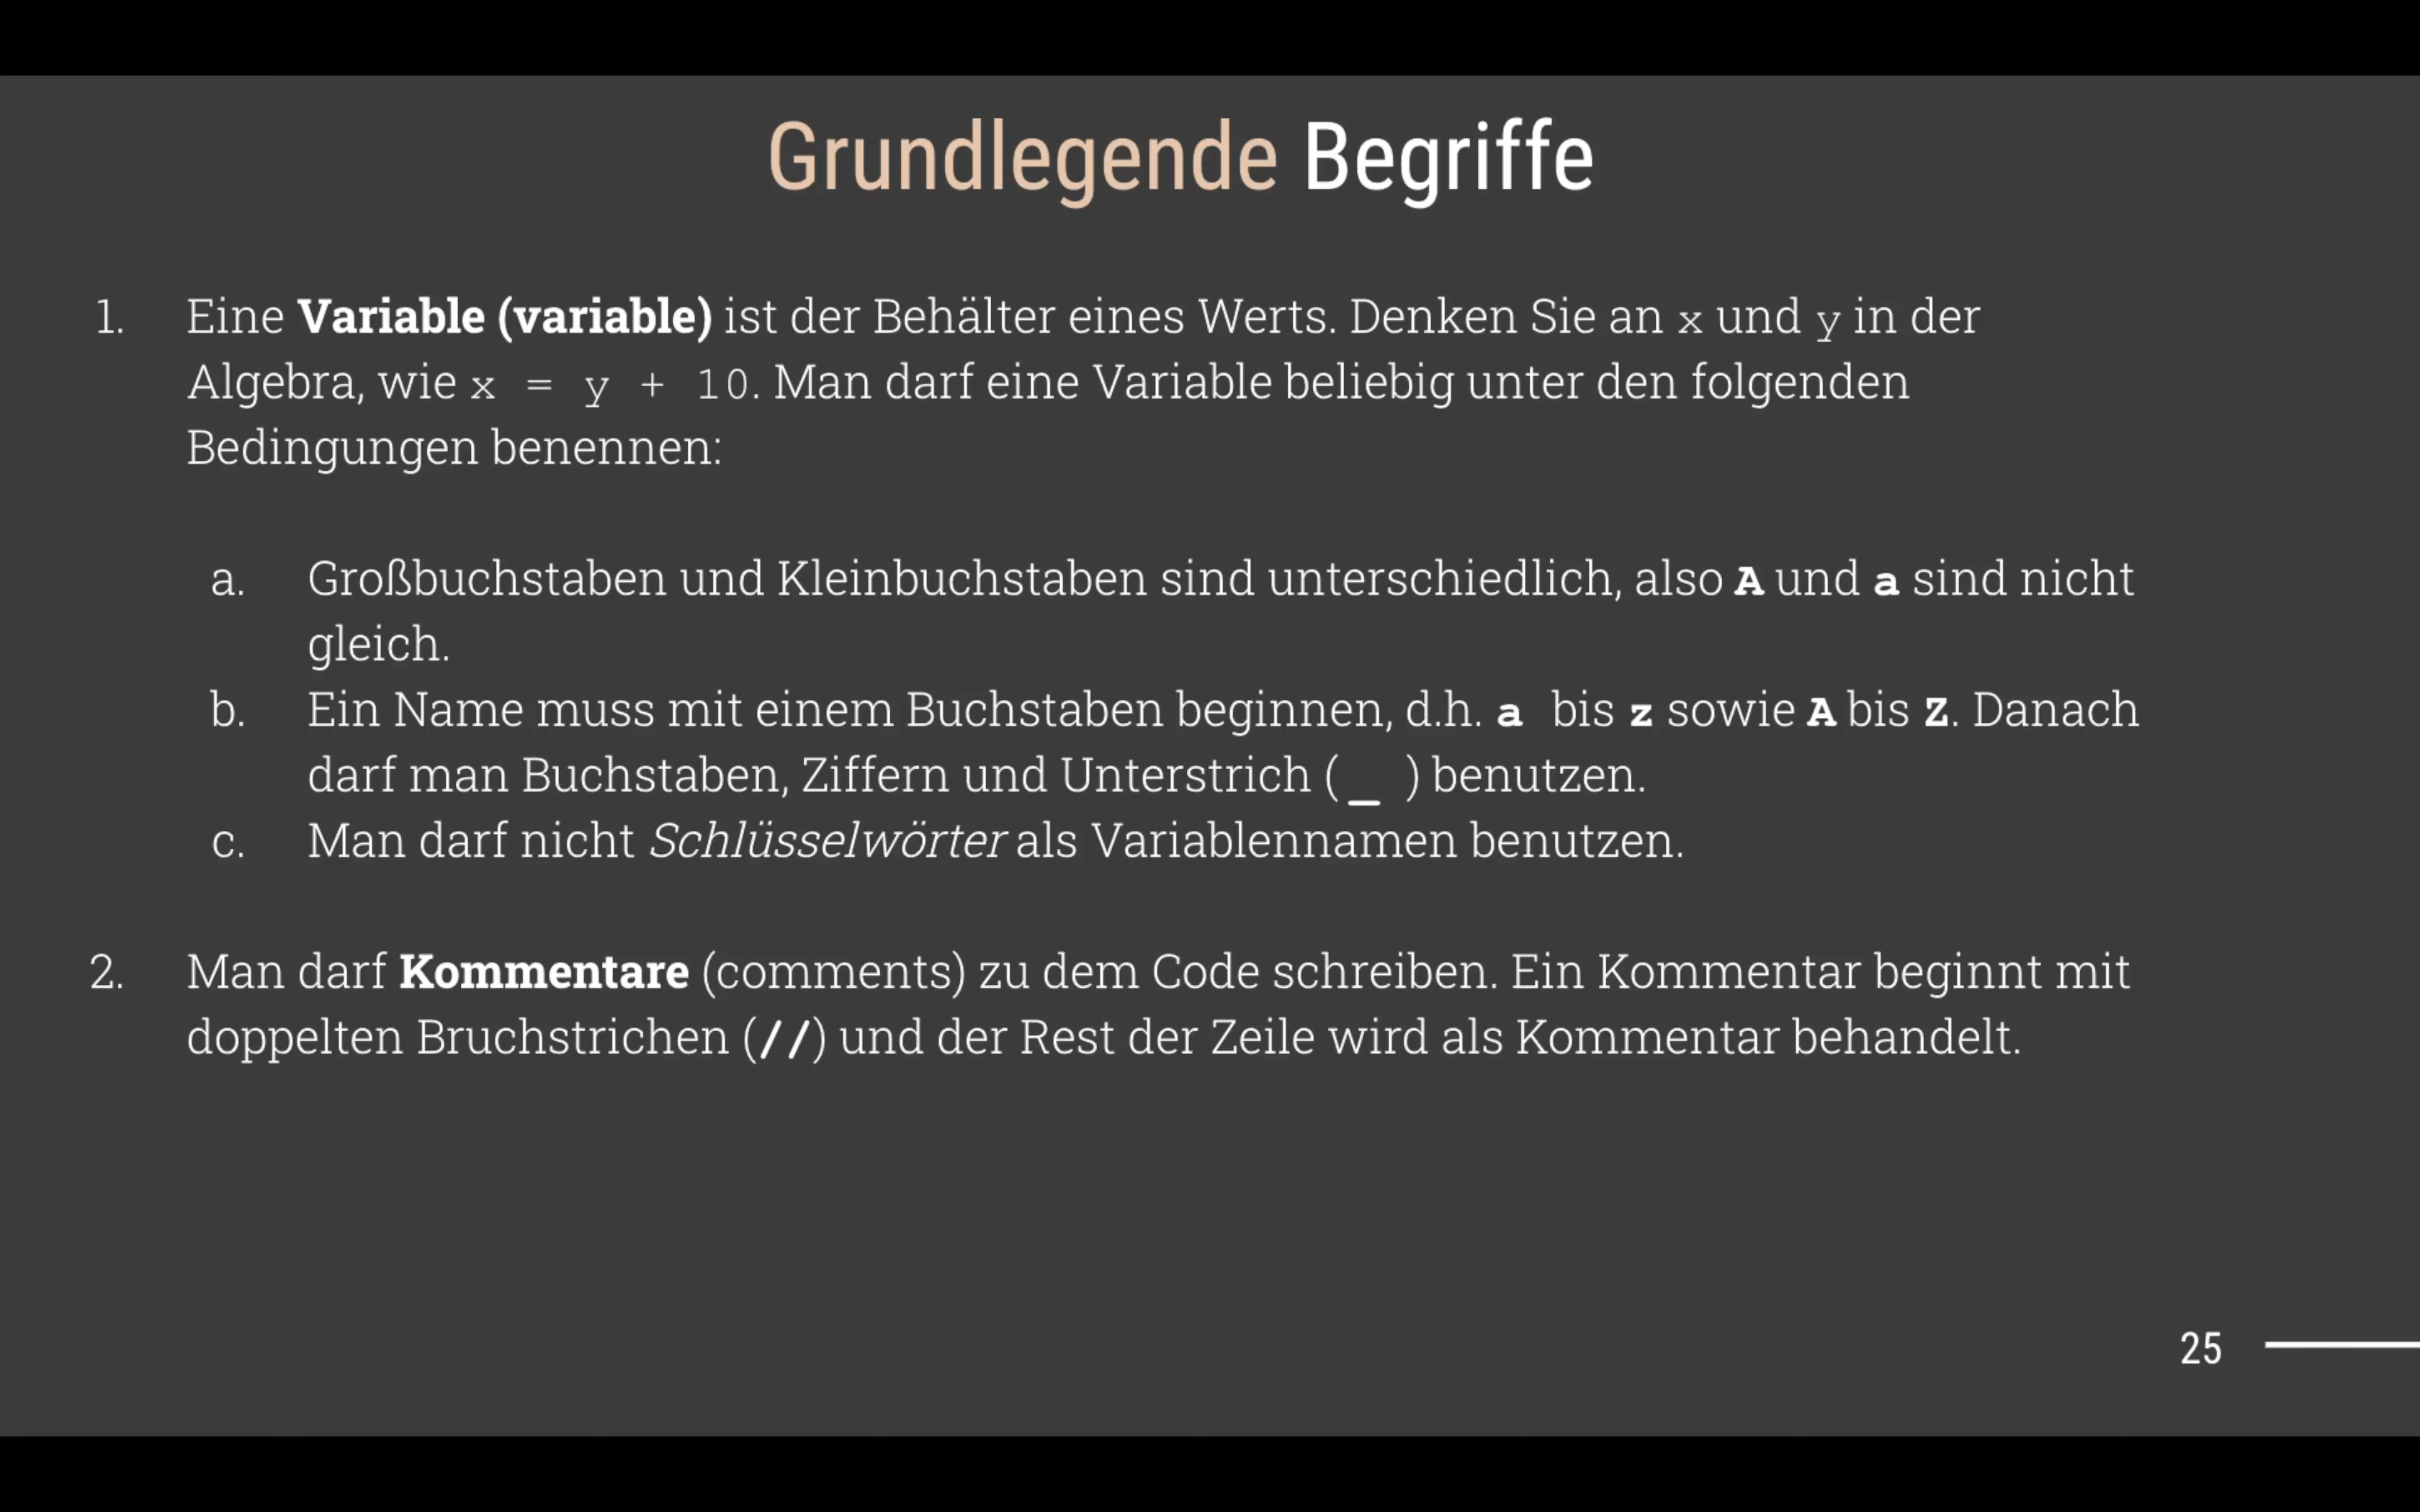 Grundlegende Begriffe
1. Eine Variable (variable) ist der Behälter eines Werts. Denken Sie an x und y in der
Algebra, wie x = y + 10. Man darf eine Variable beliebig unter den folgenden
Bedingungen benennen:
a. Großbuchstaben und Kleinbuchstaben sind unterschiedlich, also A und a sind nicht
gleich.
b. Ein Name muss mit einem Buchstaben beginnen, d.h. a bis z sowie A bis Z. Danach
darf man Buchstaben, Ziffern und Unterstrich (_ ) benutzen.
c. Man darf nicht Schlüsselwörter als Variablennamen benutzen.
2. Man darf Kommentare (comments) zu dem Code schreiben. Ein Kommentar beginnt mit
doppelten Bruchstrichen (//) und der Rest der Zeile wird als Kommentar behandelt.
25